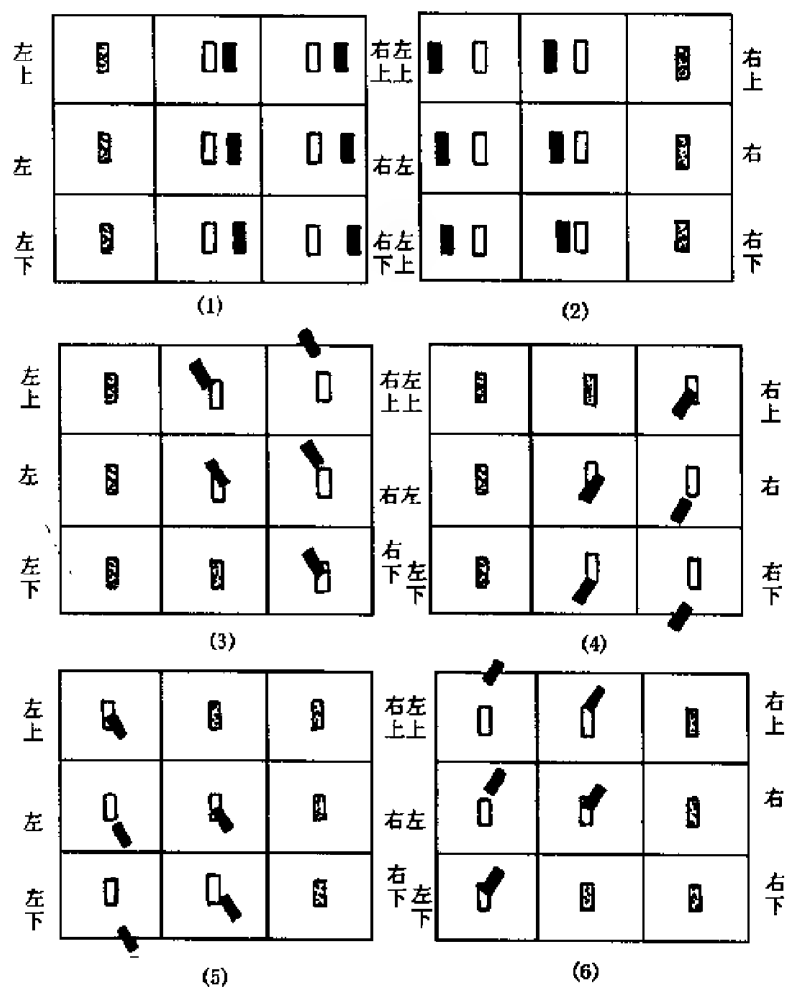 左上
右上
左上
右上
左
右
左
右
左下
右下
左上
右下
(1)
(2)
左上
右上
左上
右上
左
右
左
右
左下
右下
左下
右下
(3)
(4)
左上
右上
左上
右上
左
右
左
右
左下
右下
左下
右下
(5)
(6)